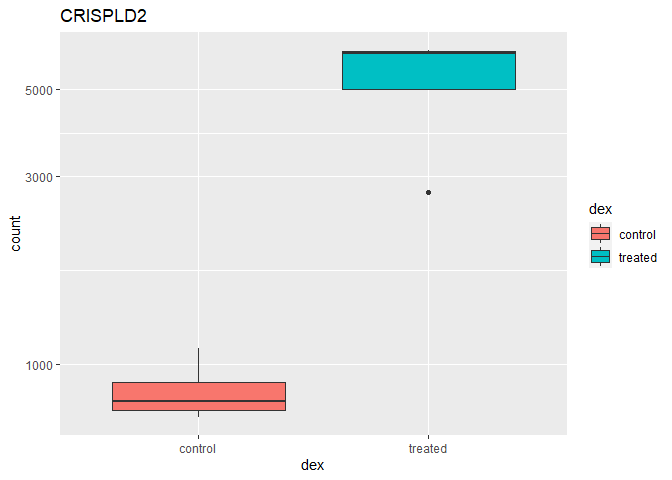 CRISPLD2
5000
3000
1000
count
control
treated
dex
dex
control
treated